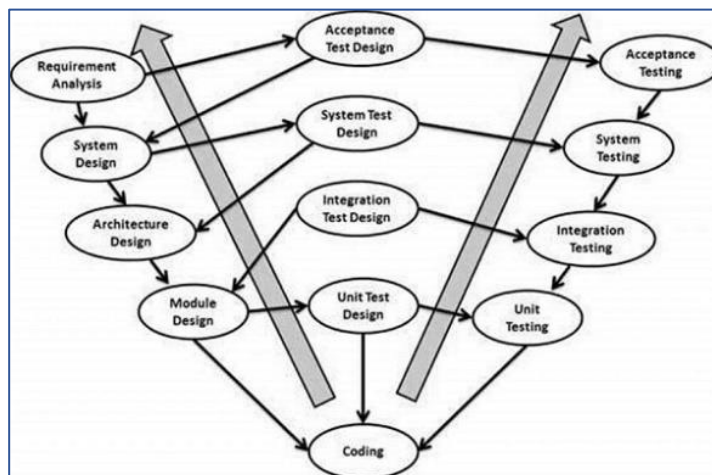 Requirement
Analysis
Acceptance
Test Design
Acceptance
Testing
System
Design
System Test
Design
System
Testing
Architecture
Design
Integration
Test Design
Integration
Testing
Module
Design
Unit Test
Design
Unit
Testing
Coding